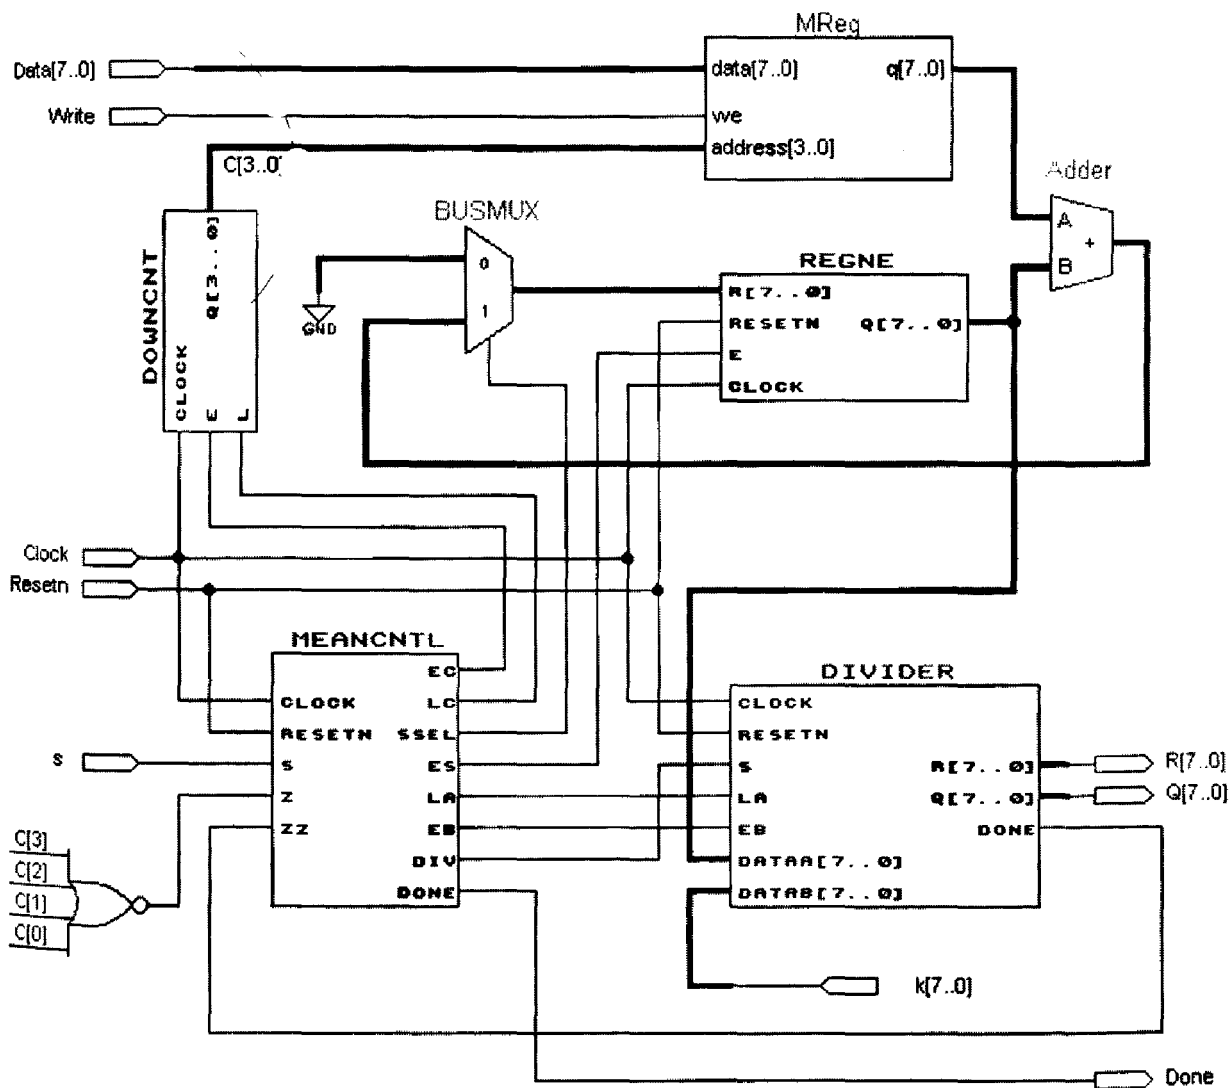 MReg
Data[7..0]
data[7..0]
q[7..0]
Write
we
address[3..0]
C[3..0]
Adder
A
+
B
BUSMUX
0
1
GND
DOWNCNT
Q[3..0]
CLOCK
E
L
REGNE
R[7..0]
RESETN
Q[7..0]
E
CLOCK
Clock
Resetn
MEANCNTL
EC
CLOCK
LC
RESETN
SSEL
s
S
ES
Z
LA
ZZ
EB
DIV
DONE
C[3]
C[2]
C[1]
C[0]
DIVIDER
CLOCK
RESETN
S
R[7..0]
R[7..0]
LA
Q[7..0]
Q[7..0]
EB
DONE
DATAA[7..0]
DATAB[7..0]
k[7..0]
Done